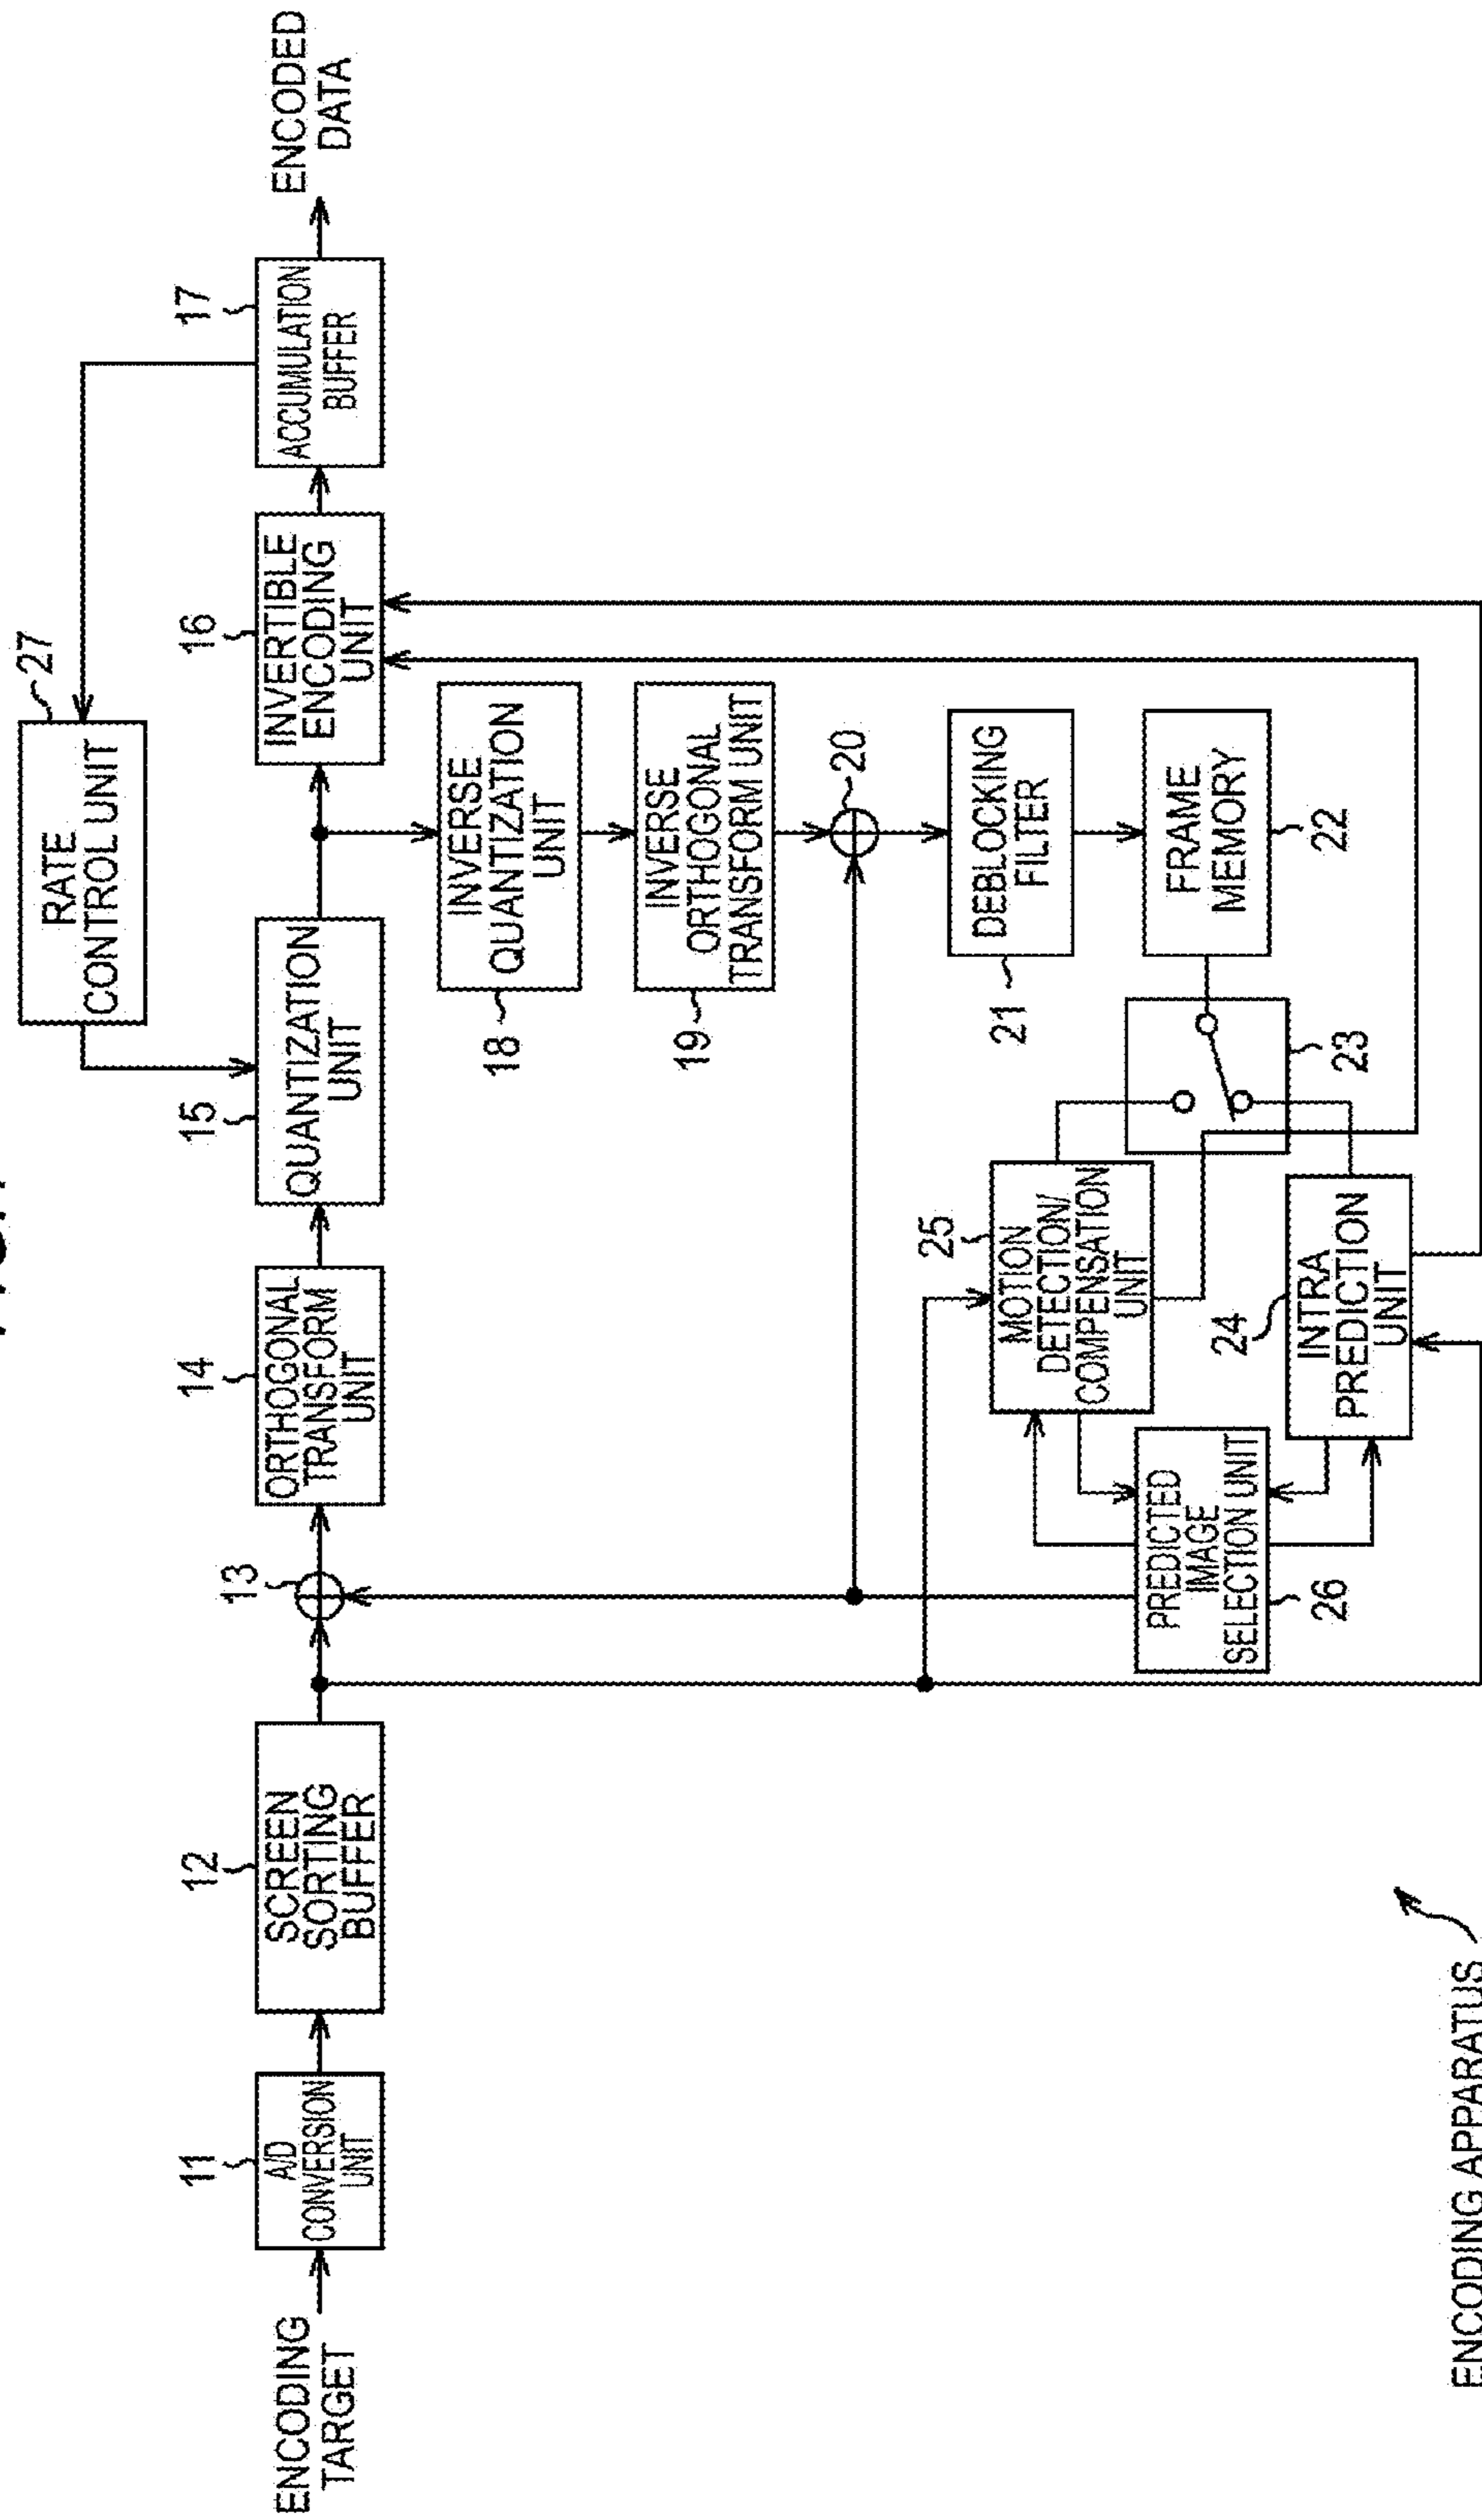 27
RATE
CONTROL UNIT
ENCODING
TARGET
11
A/D
CONVERSION
UNIT
12
SCREEN
SORTING
BUFFER
13
14
ORTHOGONAL
TRANSFORM
UNIT
15
QUANTIZATION
UNIT
16
INVERTIBLE
ENCODING
UNIT
17
ACCUMULATION
BUFFER
ENCODED
DATA
18
INVERSE
QUANTIZATION
UNIT
19
INVERSE
ORTHOGONAL
TRANSFORM UNIT
20
21
DEBLOCKING
FILTER
25
MOTION
DETECTION/
COMPENSATION
UNIT
FRAME
MEMORY
22
23
PREDICTED
IMAGE
SELECTION UNIT
26
24
INTRA
PREDICTION
UNIT
ENCODING APPARATUS